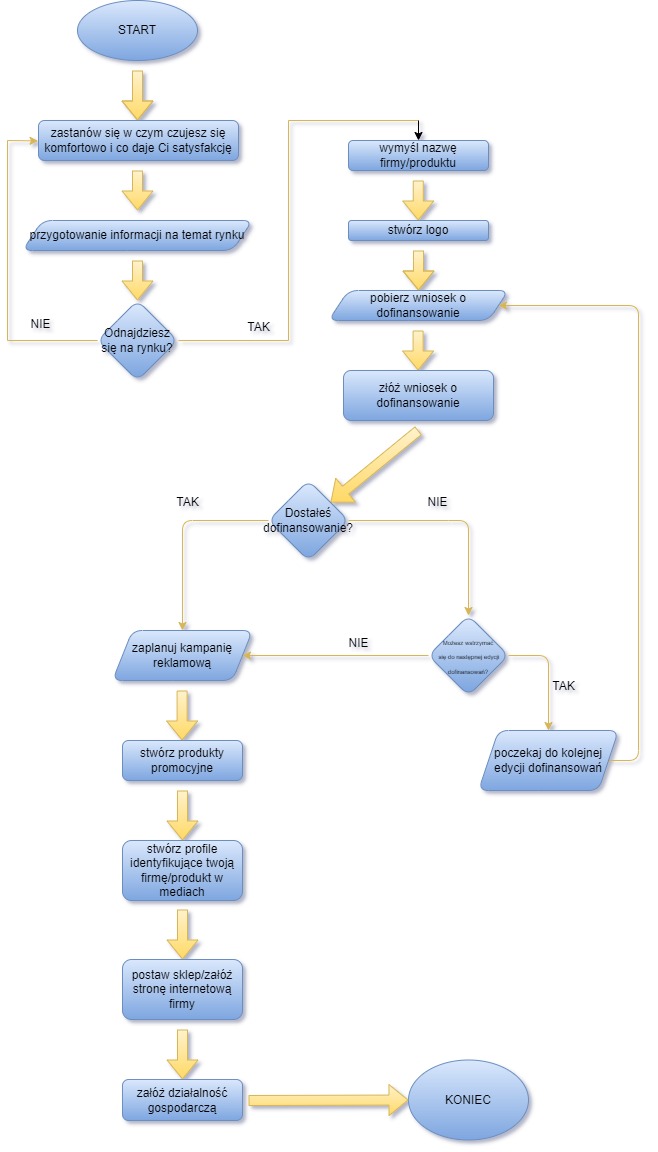 START
zastanów się w czym czujesz się
komfortowo i co daje Ci satysfakcję
przygotowanie informacji na temat rynku
Odnajdziesz
się na rynku?
NIE
TAK
wymyśl nazwę
firmy/produktu
stwórz logo
pobierz wniosek o
dofinansowanie
złóż wniosek o
dofinansowanie
Dostałeś
dofinansowanie?
TAK
NIE
Możesz wstrzymać
się do następnej edycji
dofinansowań?
NIE
TAK
poczekaj do kolejnej
edycji dofinansowań
zaplanuj kampanię
reklamową
stwórz produkty
promocyjne
stwórz profile
identyfikujące twoją
firmę/produkt w
mediach
postaw sklep/załóż
stronę internetową
firmy
załóż działalność
gospodarczą
KONIEC